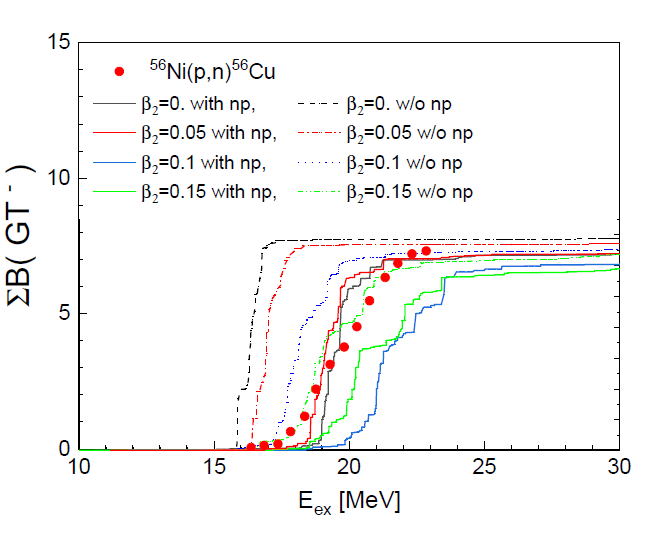 15
⁵⁶Ni(p,n)⁵⁶Cu
β₂=0. with np, β₂=0. w/o np
β₂=0.05 with np, β₂=0.05 w/o np
β₂=0.1 with np, β₂=0.1 w/o np
β₂=0.15 with np, β₂=0.15 w/o np
10
ΣB( GT⁻ )
5
0
10 15 20 25 30
Eₑₓ [MeV]